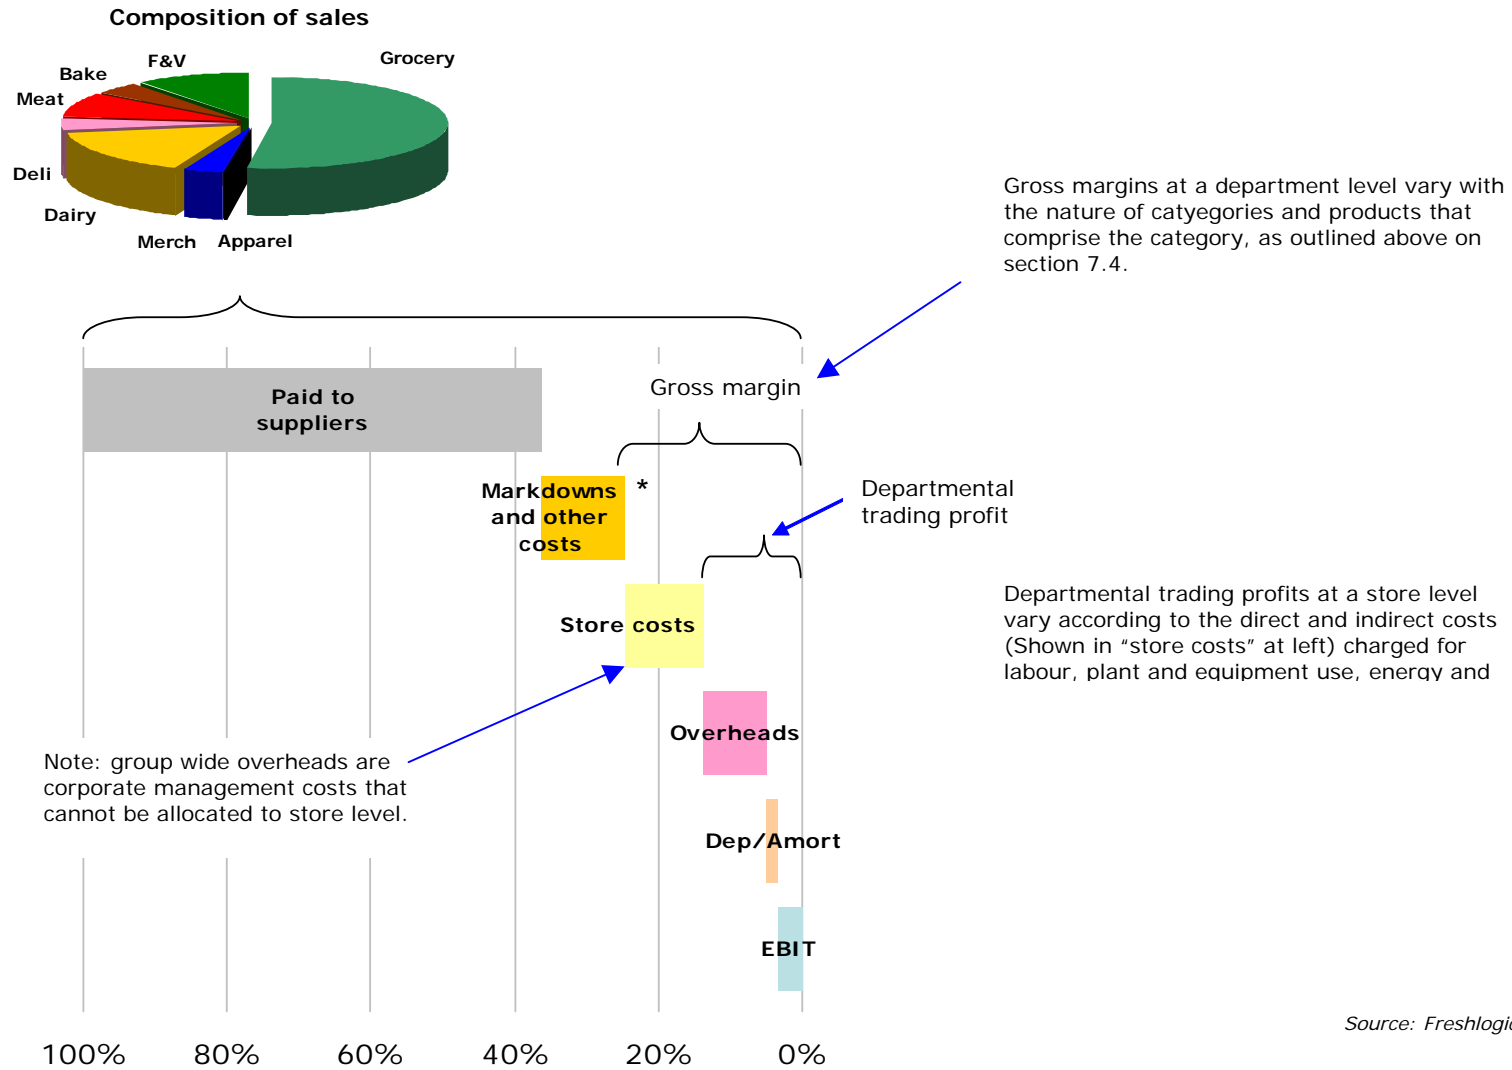 Composition of sales
F&V
Grocery
Bake
Meat
Deli
Dairy
Merch
Apparel
Gross margins at a department level vary with
the nature of catyegories and products that
comprise the category, as outlined above on
section 7.4.
Paid to
suppliers
Gross margin
Markdowns
and other
costs
*
Departmental
trading profit
Store costs
Departmental trading profits at a store level
vary according to the direct and indirect costs
(Shown in “store costs” at left) charged for
labour, plant and equipment use, energy and
Overheads
Note: group wide overheads are
corporate management costs that
cannot be allocated to store level.
Dep/Amort
EBIT
Source: Freshlogic
100%
80%
60%
40%
20%
0%